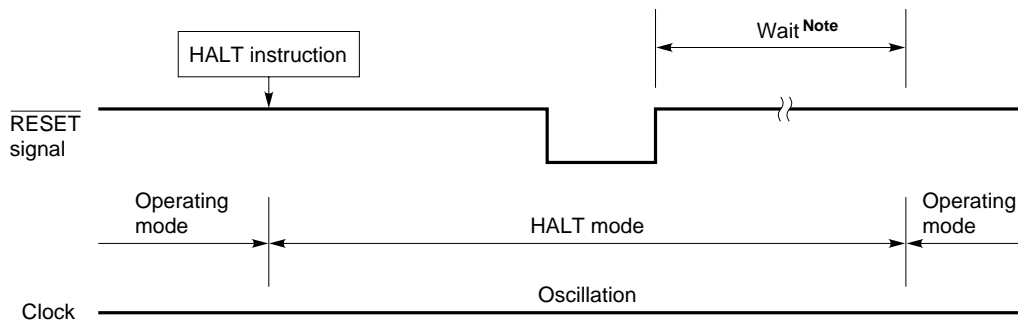 Wait Note
HALT instruction
RESET
signal
Operating
mode
HALT mode
Operating
mode
Oscillation
Clock